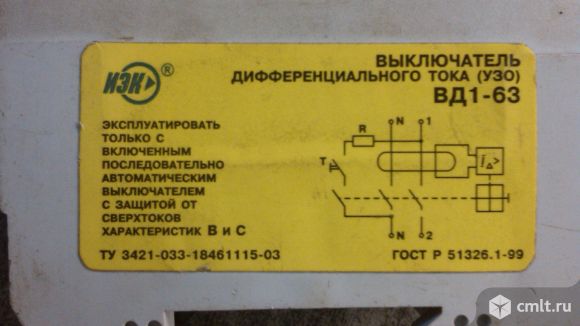 ИЭК ®
ВЫКЛЮЧАТЕЛЬ
ДИФФЕРЕНЦИАЛЬНОГО ТОКА (УЗО)
ВД1-63
ЭКСПЛУАТИРОВАТЬ
ТОЛЬКО С
ВКЛЮЧЕННЫМ
ПОСЛЕДОВАТЕЛЬНО
АВТОМАТИЧЕСКИМ
ВЫКЛЮЧАТЕЛЕМ
С ЗАЩИТОЙ ОТ
СВЕРХТОКОВ
ХАРАКТЕРИСТИК В и С
N 1
R
T
I△>
N 2
ТУ 3421-033-18461115-03
ГОСТ Р 51326.1-99
cmlt.ru